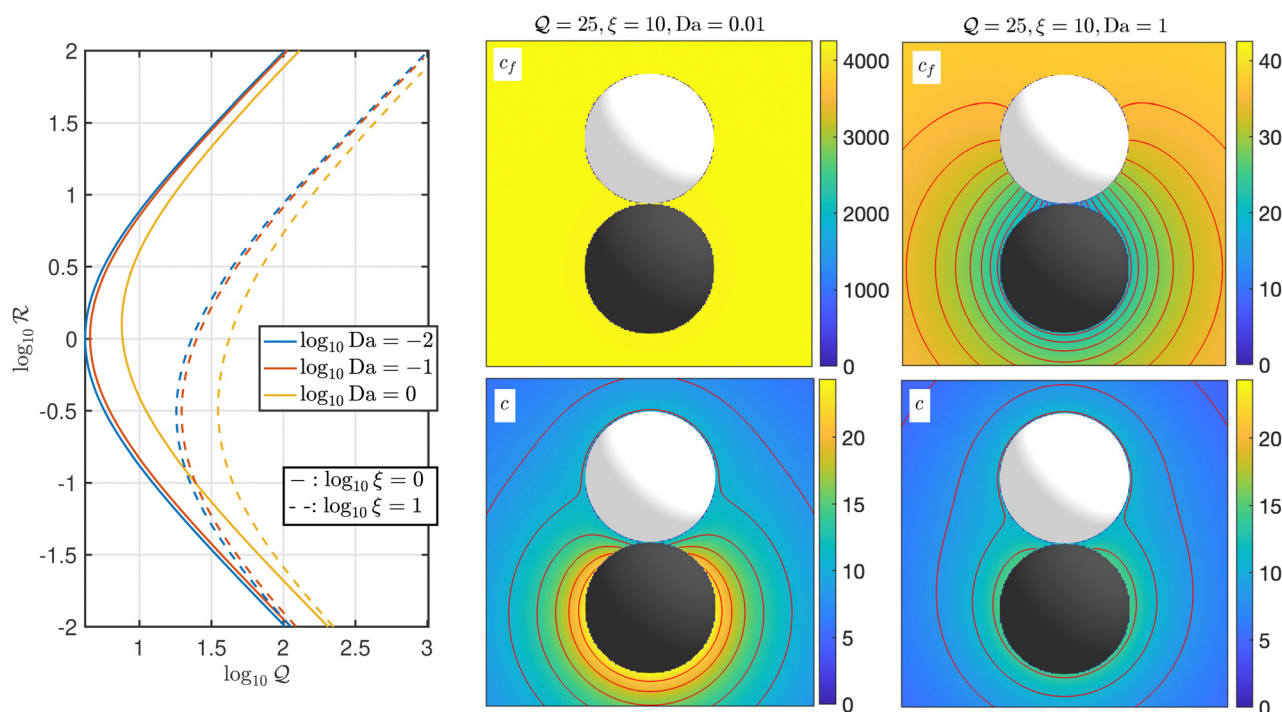 2
1.5
1
0.5
0
-0.5
-1
-1.5
-2
log₁₀ ℛ
1 1.5 2 2.5 3
log₁₀ 𝒬
log₁₀ Da = −2
log₁₀ Da = −1
log₁₀ Da = 0
− : log₁₀ ξ = 0
− −: log₁₀ ξ = 1
𝒬 = 25, ξ = 10, Da = 0.01
c_f
4000
3000
2000
1000
0
𝒬 = 25, ξ = 10, Da = 1
c_f
40
30
20
10
0
c
20
15
10
5
0
c
20
15
10
5
0